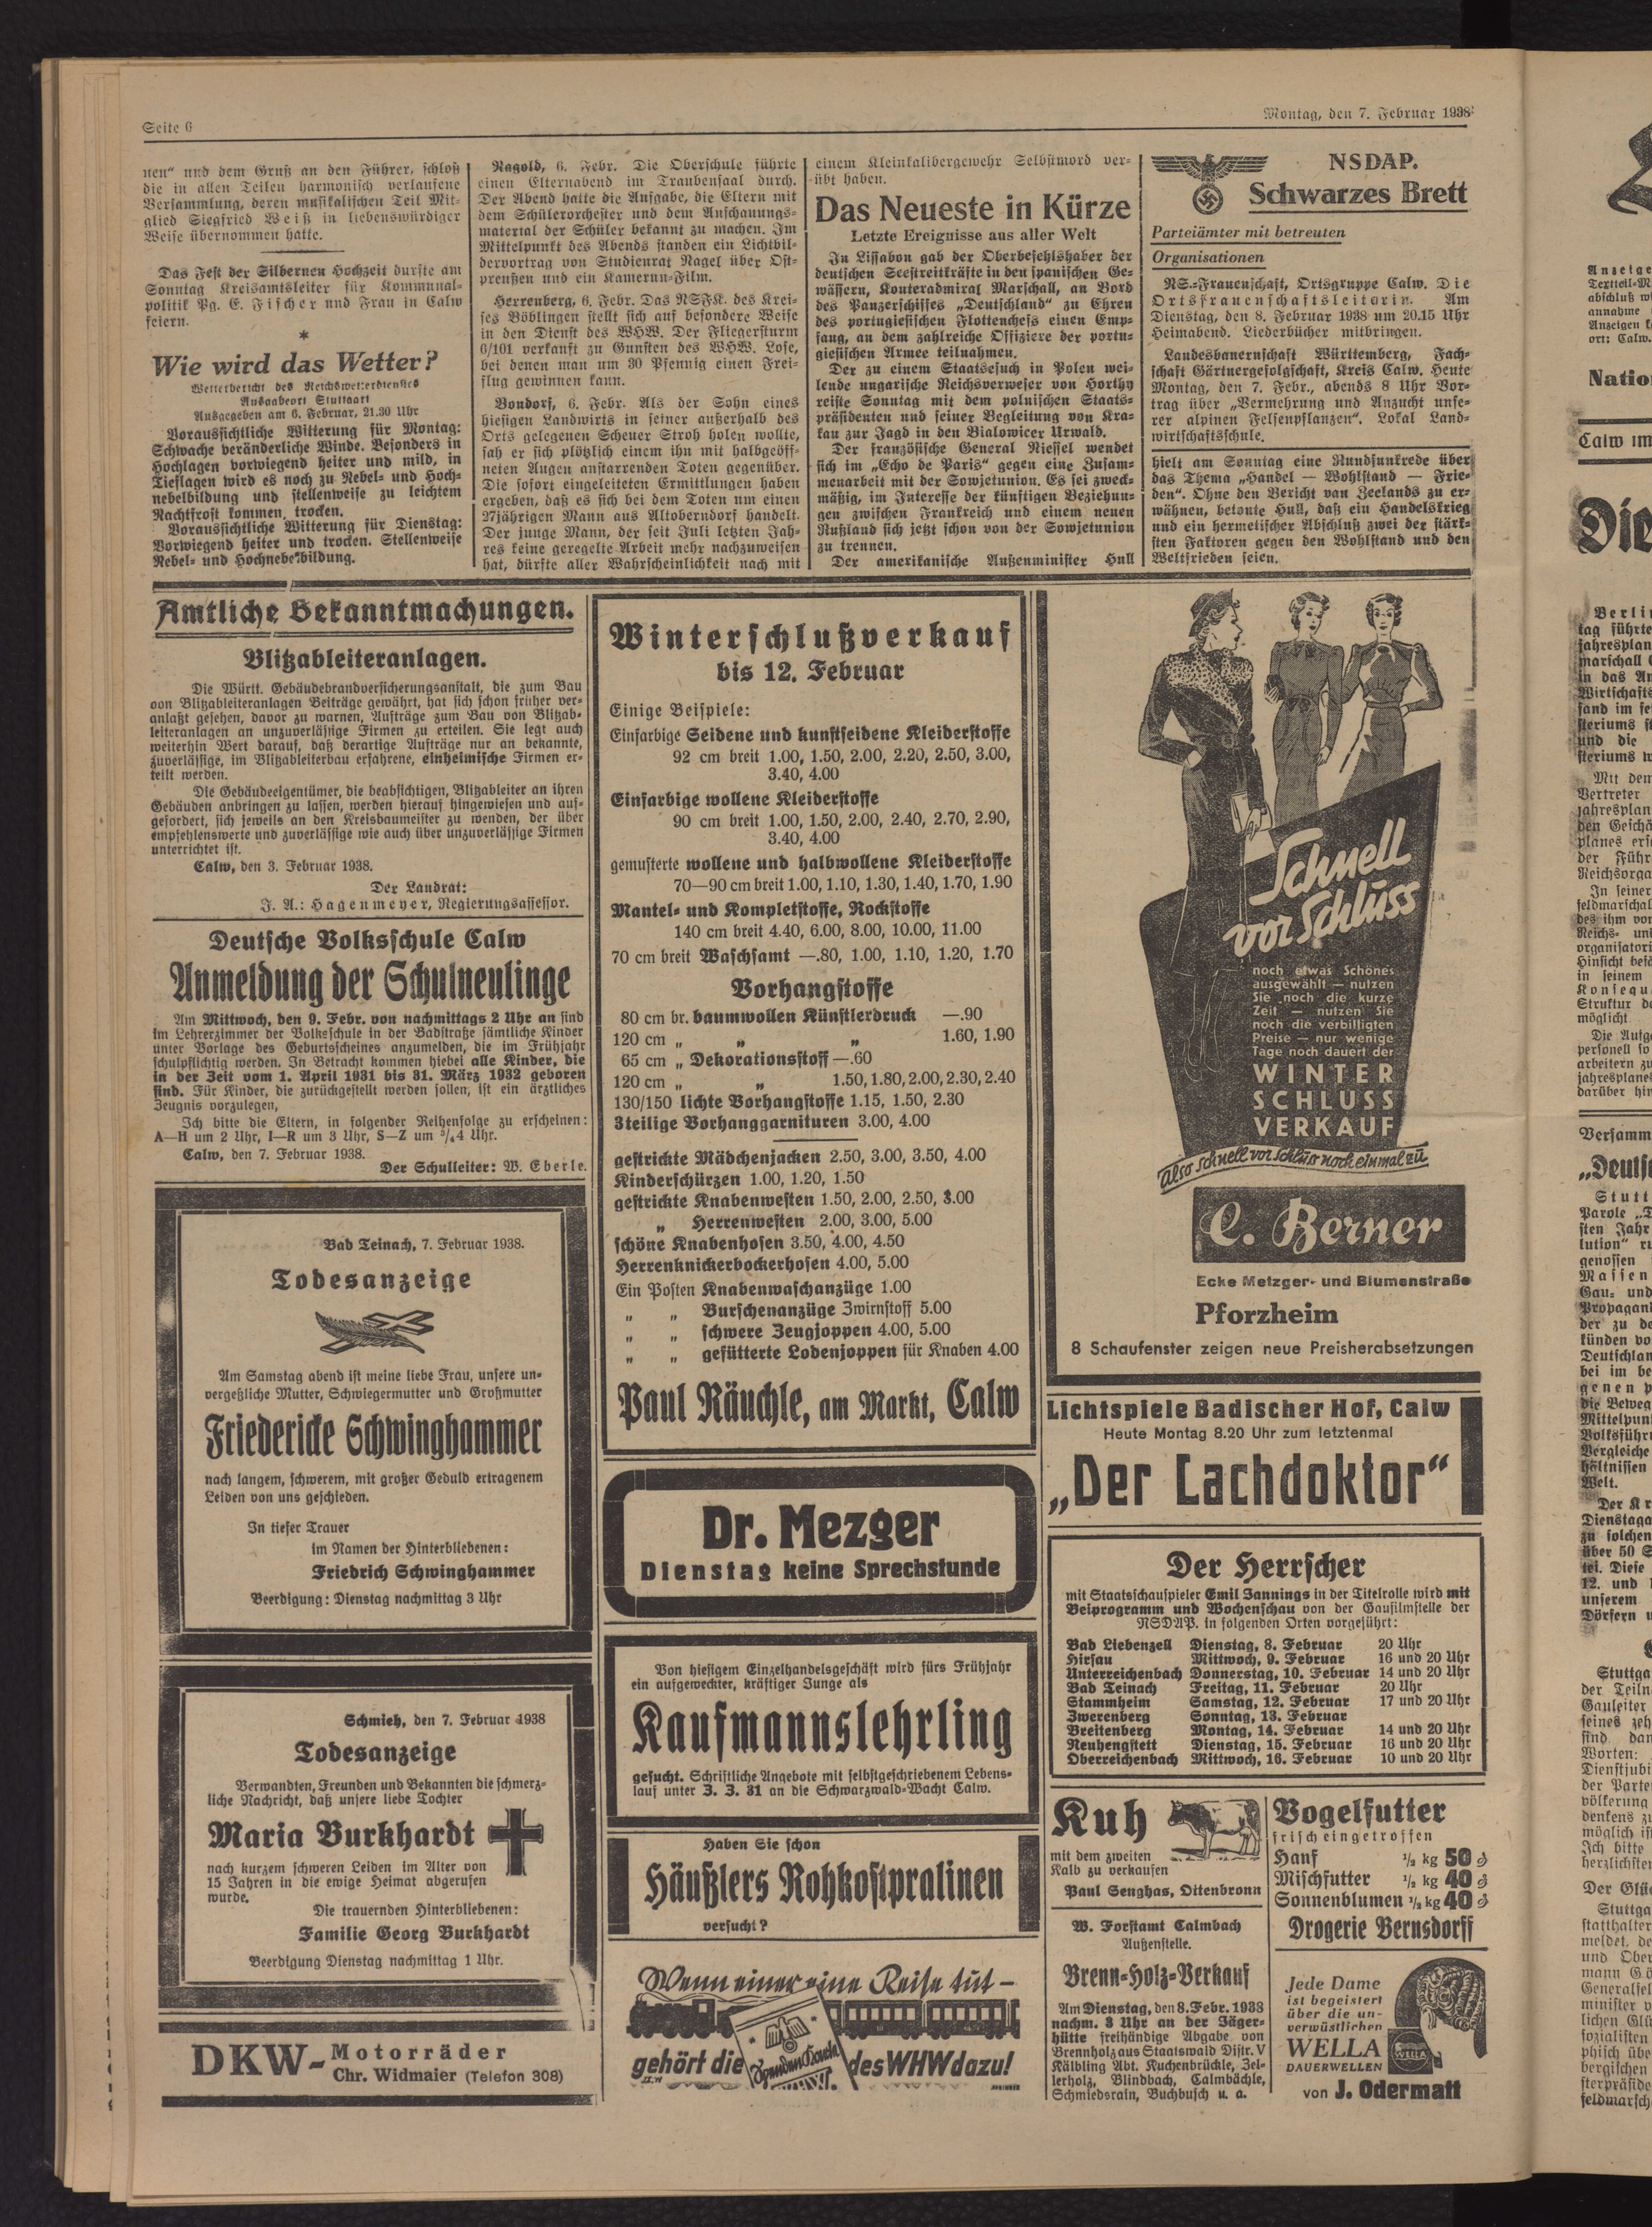 Seite 6
Montag, den 7. Februar 1938
nen“ und dem Gruß an den Führer, schloß
die in allen Teilen harmonisch verlaufene
Versammlung, deren musikalischen Teil Mit-
glied Siegfried Weiß in liebenswürdiger
Weise übernommen hatte.
Das Fest der Silbernen Hochzeit durfte am
Sonntag Kreisamtsleiter für Kommunal-
politik Pg. E. Fischer und Frau in Calw
feiern.
*
Wie wird das Wetter?
Wetterbericht des Reichswetterdienstes
Ausgabeort Stuttgart
Ausgegeben am 6. Februar, 21.30 Uhr
Voraussichtliche Witterung für Montag:
Schwache veränderliche Winde. Besonders in
Hochlagen vorwiegend heiter und mild, in
Tieflagen wird es noch zu Nebel- und Hoch-
nebelbildung und stellenweise zu leichtem
Nachtfrost kommen, trocken.
Voraussichtliche Witterung für Dienstag:
Vorwiegend heiter und trocken. Stellenweise
Nebel- und Hochnebelbildung.
Nagold, 6. Febr. Die Oberschule führte
einen Elternabend im Traubensaal durch.
Der Abend hatte die Aufgabe, die Eltern mit
dem Schülerorchester und dem Anschauungs-
material der Schüler bekannt zu machen. Im
Mittelpunkt des Abends standen ein Lichtbil-
dervortrag von Studienrat Nagel über Ost-
preußen und ein Kamerun-Film.
Herrenberg, 6. Febr. Das NSFK. des Krei-
ses Böblingen stellt sich auf besondere Weise
in den Dienst des WHW. Der Fliegersturm
6/101 verkauft zu Gunsten des WHW. Lose,
bei denen man um 30 Pfennig einen Frei-
flug gewinnen kann.
Bondorf, 6. Febr. Als der Sohn eines
hiesigen Landwirts in seiner außerhalb des
Orts gelegenen Scheuer Stroh holen wollte,
sah er sich plötzlich einem ihn mit halbgeöff-
neten Augen anstarrenden Toten gegenüber.
Die sofort eingeleiteten Ermittlungen haben
ergeben, daß es sich bei dem Toten um einen
27jährigen Mann aus Altoberndorf handelt.
Der junge Mann, der seit Juli letzten Jah-
res keine geregelte Arbeit mehr nachzuweisen
hat, dürfte aller Wahrscheinlichkeit nach mit
einem Kleinkalibergewehr Selbstmord ver-
übt haben.
Das Neueste in Kürze
Letzte Ereignisse aus aller Welt
In Lissabon gab der Oberbefehlshaber der
deutschen Seestreitkräfte in den spanischen Ge-
wässern, Konteradmiral Marschall, an Bord
des Panzerschiffes „Deutschland“ zu Ehren
des portugiesischen Flottenchefs einen Emp-
fang, an dem zahlreiche Offiziere der portu-
giesischen Armee teilnahmen.
Der zu einem Staatsbesuch in Polen wei-
lende ungarische Reichsverweser von Horthy
reiste Sonntag mit dem polnischen Staats-
präsidenten und seiner Begleitung von Kra-
kau zur Jagd in den Bialowicer Urwald.
Der französische General Niessel wendet
sich im „Echo de Paris“ gegen eine Zusam-
menarbeit mit der Sowjetunion. Es sei zweck-
mäßig, im Interesse der künftigen Beziehun-
gen zwischen Frankreich und einem neuen
Rußland sich jetzt schon von der Sowjetunion
zu trennen.
Der amerikanische Außenminister Hull
NSDAP.
Schwarzes Brett
Parteiämter mit betreuten
Organisationen
NS.-Frauenschaft, Ortsgruppe Calw. Die
Ortsfrauenschaftsleiterin. Am
Dienstag, den 8. Februar 1938 um 20.15 Uhr
Heimabend. Liederbücher mitbringen.
Landesbauernschaft Württemberg, Fach-
schaft Gärtnergefolgschaft, Kreis Calw. Heute
Montag, den 7. Febr., abends 8 Uhr Vor-
trag über „Vermehrung und Anzucht unse-
rer alpinen Felsenpflanzen“. Lokal Land-
wirtschaftsschule.
hielt am Sonntag eine Rundfunkrede über
das Thema „Handel — Wohlstand — Frie-
den“. Ohne den Bericht van Zeelands zu er-
wähnen, betonte Hull, daß ein Handelskrieg
und ein hermetischer Abschluß zwei der stärk-
sten Faktoren gegen den Wohlstand und den
Weltfrieden seien.
Amtliche Bekanntmachungen.
Blitzableiteranlagen.
Die Württ. Gebäudebrandversicherungsanstalt, die zum Bau
von Blitzableiteranlagen Beiträge gewährt, hat sich schon früher ver-
anlaßt gesehen, davor zu warnen, Aufträge zum Bau von Blitzab-
leiteranlagen an unzuverläßige Firmen zu erteilen. Sie legt auch
weiterhin Wert darauf, daß derartige Aufträge nur an bekannte,
zuverlässige, im Blitzableiterbau erfahrene, einheimische Firmen er-
teilt werden.
Die Gebäudeeigentümer, die beabsichtigen, Blitzableiter an ihren
Gebäuden anbringen zu lassen, werden hierauf hingewiesen und auf-
gefordert, sich jeweils an den Kreisbaumeister zu wenden, der über
empfehlenswerte und zuverlässige wie auch über unzuverlässige Firmen
unterrichtet ist.
Calw, den 3. Februar 1938.
Der Landrat:
J. A.: Hagenmeyer, Regierungsassessor.
Deutsche Volksschule Calw
Anmeldung der Schulneulinge
Am Mittwoch, den 9. Febr. von nachmittags 2 Uhr an sind
im Lehrerzimmer der Volksschule in der Badstraße sämtliche Kinder
unter Vorlage des Geburtsscheines anzumelden, die im Frühjahr
schulpflichtig werden. In Betracht kommen hiebei alle Kinder, die
in der Zeit vom 1. April 1931 bis 31. März 1932 geboren
sind. Für Kinder, die zurückgestellt werden sollen, ist ein ärztliches
Zeugnis vorzulegen,
Ich bitte die Eltern, in folgender Reihenfolge zu erscheinen:
A—H um 2 Uhr, I—R um 3 Uhr, S—Z um ³/₄4 Uhr.
Calw, den 7. Februar 1938.
Der Schulleiter: W. Eberle.
Bad Teinach, 7. Februar 1938.
Todesanzeige
Am Samstag abend ist meine liebe Frau, unsere un-
vergeßliche Mutter, Schwiegermutter und Großmutter
Friedericke Schwinghammer
nach langem, schwerem, mit großer Geduld ertragenem
Leiden von uns geschieden.
In tiefer Trauer
im Namen der Hinterbliebenen:
Friedrich Schwinghammer
Beerdigung: Dienstag nachmittag 3 Uhr
Schmieh, den 7. Februar 1938
Todesanzeige
Verwandten, Freunden und Bekannten die schmerz-
liche Nachricht, daß unsere liebe Tochter
Maria Burkhardt
nach kurzem schweren Leiden im Alter von
15 Jahren in die ewige Heimat abgerufen
wurde.
Die trauernden Hinterbliebenen:
Familie Georg Burkhardt
Beerdigung Dienstag nachmittag 1 Uhr.
DKW-Motorräder
Chr. Widmaier (Telefon 308)
Winterschlußverkauf
bis 12. Februar
Einige Beispiele:
Einfarbige Seidene und kunstseidene Kleiderstoffe
92 cm breit 1.00, 1.50, 2.00, 2.20, 2.50, 3.00,
3.40, 4.00
Einfarbige wollene Kleiderstoffe
90 cm breit 1.00, 1.50, 2.00, 2.40, 2.70, 2.90,
3.40, 4.00
gemusterte wollene und halbwollene Kleiderstoffe
70—90 cm breit 1.00, 1.10, 1.30, 1.40, 1.70, 1.90
Mantel- und Kompletstoffe, Rockstoffe
140 cm breit 4.40, 6.00, 8.00, 10.00, 11.00
70 cm breit Waschsamt —.80, 1.00, 1.10, 1.20, 1.70
Vorhangstoffe
80 cm br. baumwollen Künstlerdruck —.90
120 cm „ „ „ 1.60, 1.90
65 cm „ Dekorationsstoff —.60
120 cm „ „ 1.50, 1.80, 2.00, 2.30, 2.40
130/150 lichte Vorhangstoffe 1.15, 1.50, 2.30
3teilige Vorhanggarnituren 3.00, 4.00
gestrickte Mädchenjacken 2.50, 3.00, 3.50, 4.00
Kinderschürzen 1.00, 1.20, 1.50
gestrickte Knabenwesten 1.50, 2.00, 2.50, 3.00
„ Herrenwesten 2.00, 3.00, 5.00
schöne Knabenhosen 3.50, 4.00, 4.50
Herrenknickerbockerhosen 4.00, 5.00
Ein Posten Knabenwaschanzüge 1.00
„ „ Burschenanzüge Zwirnstoff 5.00
„ „ schwere Zeugjoppen 4.00, 5.00
„ „ gefütterte Lodenjoppen für Knaben 4.00
Paul Räuchle, am Markt, Calw
Dr. Mezger
Dienstag keine Sprechstunde
Von hiesigem Einzelhandelsgeschäft wird fürs Frühjahr
ein aufgeweckter, kräftiger Junge als
Kaufmannslehrling
gesucht. Schriftliche Angebote mit selbstgeschriebenem Lebens-
lauf unter 3. 3. 31 an die Schwarzwald-Wacht Calw.
Haben Sie schon
Häußlers Rohkostpralinen
versucht?
Wenn einer eine Reise tut —
gehört die Spendenkarte des WHW dazu!
Schnell
vor Schluss
noch etwas Schönes
ausgewählt — nutzen
Sie noch die kurze
Zeit — nutzen Sie
noch die verbilligten
Preise — nur wenige
Tage noch dauert der
WINTER
SCHLUSS
VERKAUF
Also schnell vor Schluss noch einmal zu
C. Berner
Ecke Metzger- und Blumenstraße
Pforzheim
8 Schaufenster zeigen neue Preisherabsetzungen
Lichtspiele Badischer Hof, Calw
Heute Montag 8.20 Uhr zum letztenmal
„Der Lachdoktor“
Der Herrscher
mit Staatschauspieler Emil Jannings in der Titelrolle wird mit
Beiprogramm und Wochenschau von der Gaufilmstelle der
NSDAP. in folgenden Orten vorgeführt:
Bad Liebenzell Dienstag, 8. Februar 20 Uhr
Hirsau Mittwoch, 9. Februar 16 und 20 Uhr
Unterreichenbach Donnerstag, 10. Februar 14 und 20 Uhr
Bad Teinach Freitag, 11. Februar 20 Uhr
Stammheim Samstag, 12. Februar 17 und 20 Uhr
Zwerenberg Sonntag, 13. Februar
Breitenberg Montag, 14. Februar 14 und 20 Uhr
Neuhengstett Dienstag, 15. Februar 16 und 20 Uhr
Oberreichenbach Mittwoch, 16. Februar 10 und 20 Uhr
Kuh
mit dem zweiten
Kalb zu verkaufen
Paul Senghas, Ottenbronn
W. Forstamt Calmbach
Außenstelle.
Brenn-Holz-Verkauf
Am Dienstag, den 8. Febr. 1938
nachm. 3 Uhr an der Jäger-
hütte freihändige Abgabe von
Brennholz aus Staatswald Distr. V
Kälbling Abt. Kuchenbrückle, Zel-
lerholz, Blindbach, Calmbächle,
Schmiedsrain, Buchbusch u. a.
Vogelfutter
frisch eingetroffen
Hanf ½ kg 50 ₰
Mischfutter ½ kg 40 ₰
Sonnenblumen ½ kg 40 ₰
Drogerie Bernsdorff
Jede Dame
ist begeistert
über die un-
verwüstlichen
WELLA
DAUERWELLEN
WELLA
von J. Odermatt
Natio
Calw im
Die